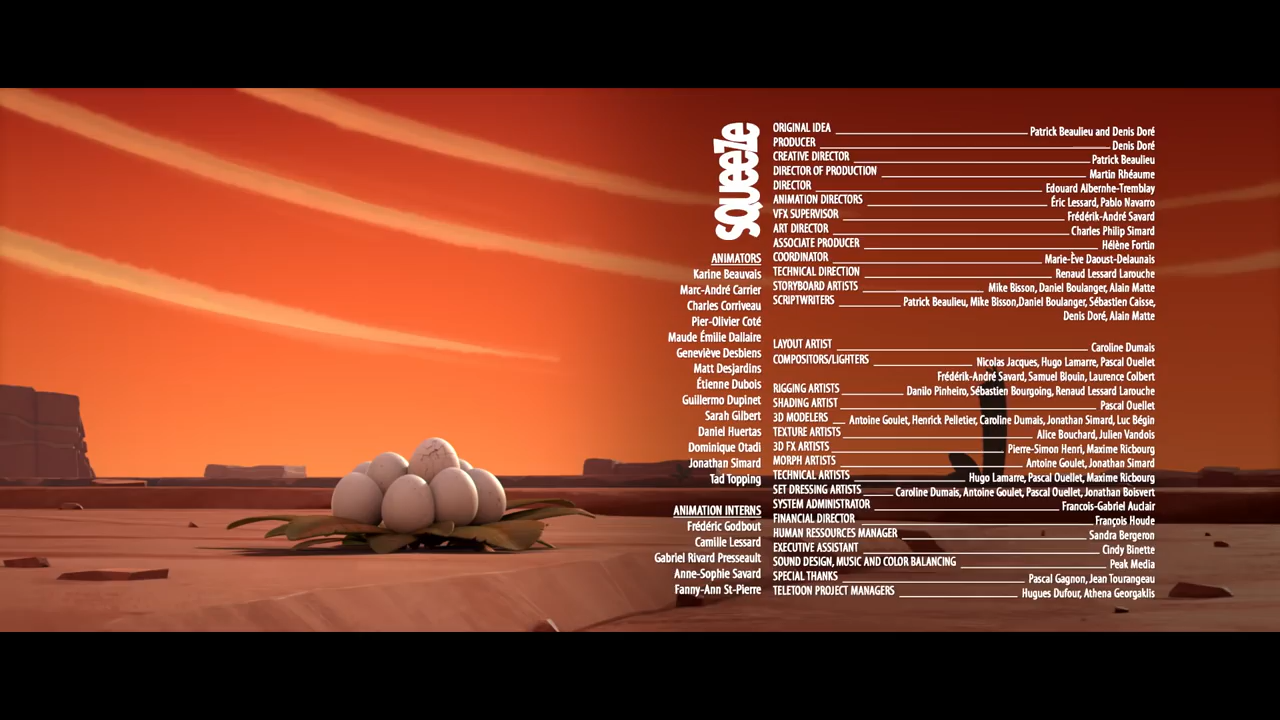 squeeze
ORIGINAL IDEA Patrick Beaulieu and Denis Doré
PRODUCER Denis Doré
CREATIVE DIRECTOR Patrick Beaulieu
DIRECTOR OF PRODUCTION Martin Rhéaume
DIRECTOR Edouard Albernhe-Tremblay
ANIMATION DIRECTORS Éric Lessard, Pablo Navarro
VFX SUPERVISOR Frédérik-André Savard
ART DIRECTOR Charles Philip Simard
ASSOCIATE PRODUCER Hélène Fortin
COORDINATOR Marie-Ève Daoust-Delaunais
TECHNICAL DIRECTION Renaud Lessard Larouche
STORYBOARD ARTISTS Mike Bisson, Daniel Boulanger, Alain Matte
SCRIPTWRITERS Patrick Beaulieu, Mike Bisson,Daniel Boulanger, Sébastien Caisse,
Denis Doré, Alain Matte
LAYOUT ARTIST Caroline Dumais
COMPOSITORS/LIGHTERS Nicolas Jacques, Hugo Lamarre, Pascal Ouellet
Frédérik-André Savard, Samuel Blouin, Laurence Colbert
RIGGING ARTISTS Danilo Pinheiro, Sébastien Bourgoing, Renaud Lessard Larouche
SHADING ARTIST Pascal Ouellet
3D MODELERS Antoine Goulet, Henrick Pelletier, Caroline Dumais, Jonathan Simard, Luc Bégin
TEXTURE ARTISTS Alice Bouchard, Julien Vandois
3D FX ARTISTS Pierre-Simon Henri, Maxime Ricbourg
MORPH ARTISTS Antoine Goulet, Jonathan Simard
TECHNICAL ARTISTS Hugo Lamarre, Pascal Ouellet, Maxime Ricbourg
SET DRESSING ARTISTS Caroline Dumais, Antoine Goulet, Pascal Ouellet, Jonathan Boisvert
SYSTEM ADMINISTRATOR Francois-Gabriel Auclair
FINANCIAL DIRECTOR François Houde
HUMAN RESSOURCES MANAGER Sandra Bergeron
EXECUTIVE ASSISTANT Cindy Binette
SOUND DESIGN, MUSIC AND COLOR BALANCING Peak Media
SPECIAL THANKS Pascal Gagnon, Jean Tourangeau
TELETOON PROJECT MANAGERS Hugues Dufour, Athena Georgaklis
ANIMATORS
Karine Beauvais
Marc-André Carrier
Charles Corriveau
Pier-Olivier Coté
Maude Émilie Dallaire
Geneviève Desbiens
Matt Desjardins
Étienne Dubois
Guillermo Dupinet
Sarah Gilbert
Daniel Huertas
Dominique Otadi
Jonathan Simard
Tad Topping
ANIMATION INTERNS
Frédéric Godbout
Camille Lessard
Gabriel Rivard Presseault
Anne-Sophie Savard
Fanny-Ann St-Pierre